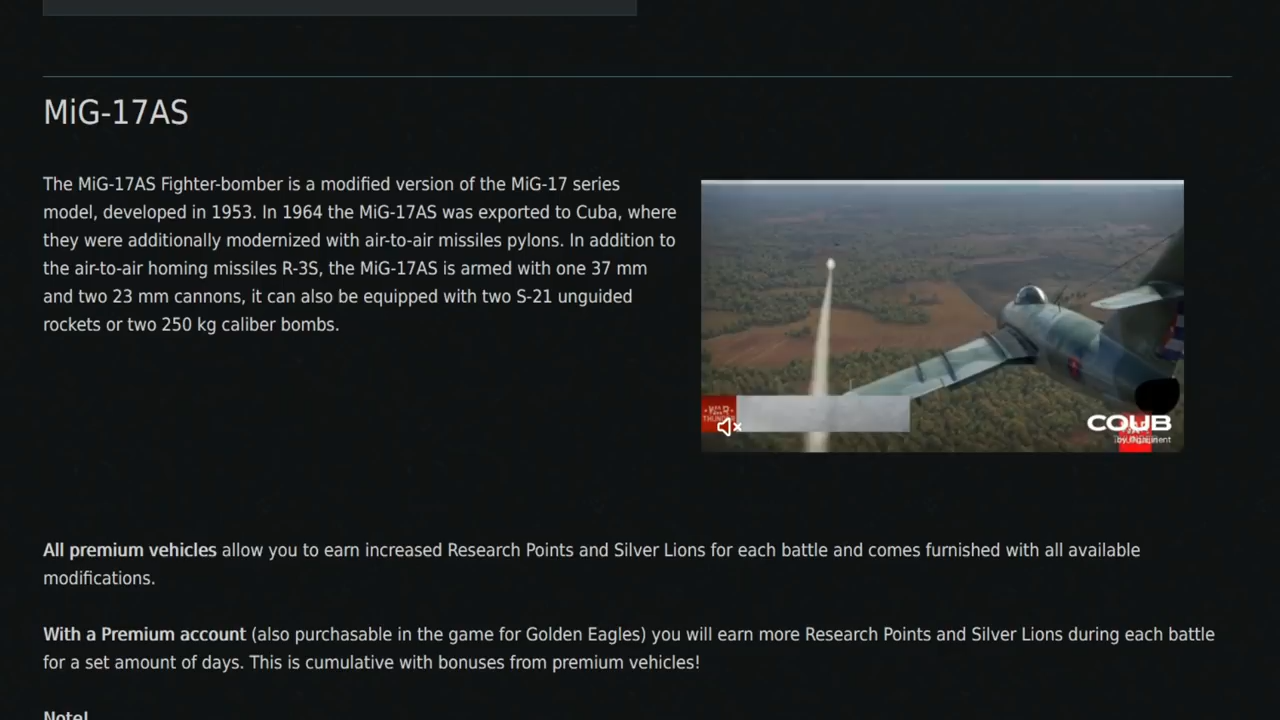 MiG-17AS
The MiG-17AS Fighter-bomber is a modified version of the MiG-17 series
model, developed in 1953. In 1964 the MiG-17AS was exported to Cuba, where
they were additionally modernized with air-to-air missiles pylons. In addition to
the air-to-air homing missiles R-3S, the MiG-17AS is armed with one 37 mm
and two 23 mm cannons, it can also be equipped with two S-21 unguided
rockets or two 250 kg caliber bombs.
WAR
THUNDER
COUB
All premium vehicles allow you to earn increased Research Points and Silver Lions for each battle and comes furnished with all available
modifications.
With a Premium account (also purchasable in the game for Golden Eagles) you will earn more Research Points and Silver Lions during each battle
for a set amount of days. This is cumulative with bonuses from premium vehicles!
Note!